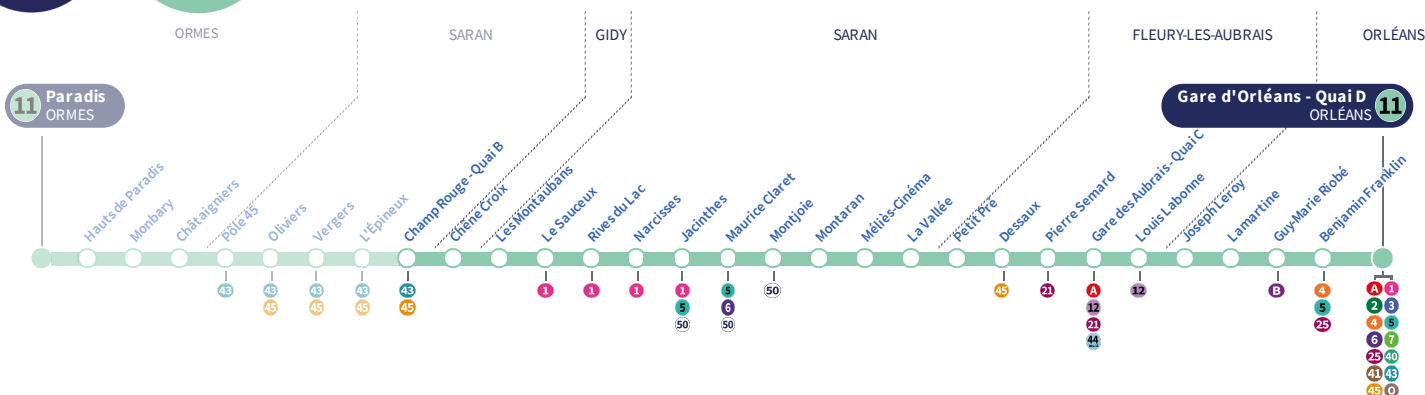 ORMES
SARAN
GIDY
SARAN
FLEURY-LES-AUBRAIS
ORLÉANS
11 Paradis
ORMES
Gare d'Orléans - Quai D 11
ORLÉANS
Hauts de Paradis
Monbary
Châtaigniers
Pôle 45
Oliviers
Vergers
L'Épineux
Champ Rouge - Quai B
Chêne Croix
Les Montaubans
Le Sauceux
Rives du Lac
Narcisses
Jacinthes
Maurice Claret
Montjoie
Montaran
Méliès-Cinéma
La Vallée
Petit Pré
Dessaux
Pierre Semard
Gare des Aubrais - Quai C
Louis Labonne
Joseph Leroy
Lamartine
Guy-Marie Riobé
Benjamin Franklin
43 43 43 43 43 1 1 1 1 5 50 45 21 A 12 B 4 A 1
45 45 45 45 5 6 12 5 2 3
50 50 21 25 4 5
44 6 7
25 40
41 43
45 O